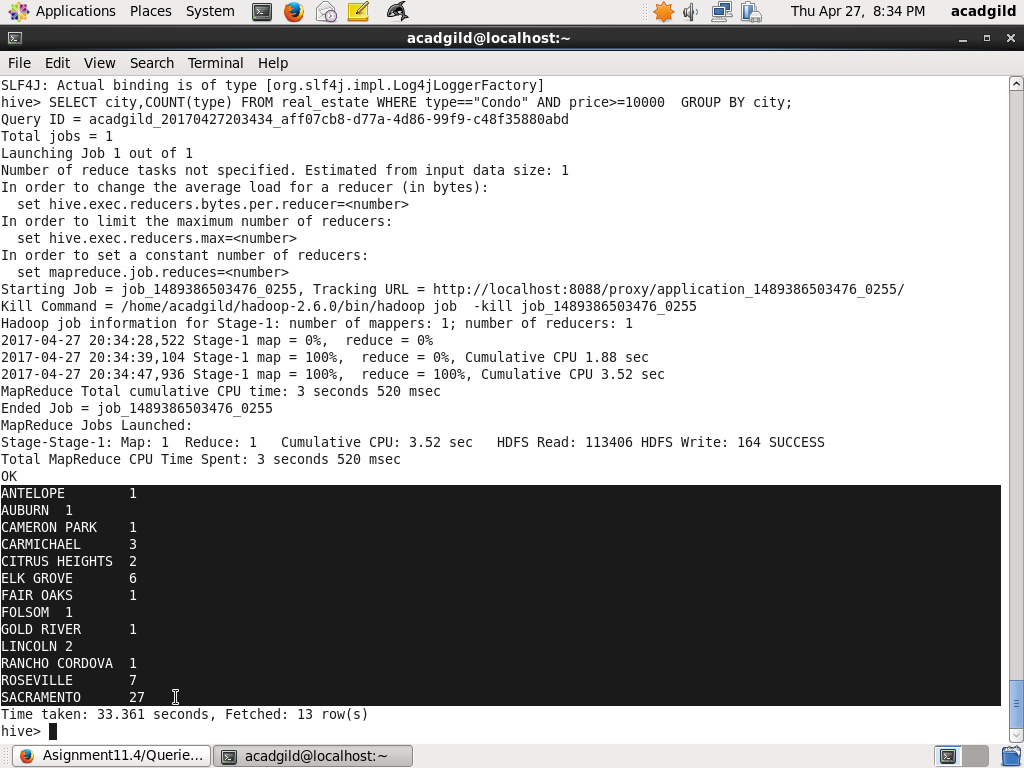 Applications Places System Thu Apr 27, 8:34 PM acadgild
acadgild@localhost:~
File Edit View Search Terminal Help
SLF4J: Actual binding is of type [org.slf4j.impl.Log4jLoggerFactory]
hive> SELECT city,COUNT(type) FROM real_estate WHERE type=="Condo" AND price>=10000  GROUP BY city;
Query ID = acadgild_20170427203434_aff07cb8-d77a-4d86-99f9-c48f35880abd
Total jobs = 1
Launching Job 1 out of 1
Number of reduce tasks not specified. Estimated from input data size: 1
In order to change the average load for a reducer (in bytes):
  set hive.exec.reducers.bytes.per.reducer=<number>
In order to limit the maximum number of reducers:
  set hive.exec.reducers.max=<number>
In order to set a constant number of reducers:
  set mapreduce.job.reduces=<number>
Starting Job = job_1489386503476_0255, Tracking URL = http://localhost:8088/proxy/application_1489386503476_0255/
Kill Command = /home/acadgild/hadoop-2.6.0/bin/hadoop job  -kill job_1489386503476_0255
Hadoop job information for Stage-1: number of mappers: 1; number of reducers: 1
2017-04-27 20:34:28,522 Stage-1 map = 0%,  reduce = 0%
2017-04-27 20:34:39,104 Stage-1 map = 100%,  reduce = 0%, Cumulative CPU 1.88 sec
2017-04-27 20:34:47,936 Stage-1 map = 100%,  reduce = 100%, Cumulative CPU 3.52 sec
MapReduce Total cumulative CPU time: 3 seconds 520 msec
Ended Job = job_1489386503476_0255
MapReduce Jobs Launched:
Stage-Stage-1: Map: 1  Reduce: 1   Cumulative CPU: 3.52 sec   HDFS Read: 113406 HDFS Write: 164 SUCCESS
Total MapReduce CPU Time Spent: 3 seconds 520 msec
OK
ANTELOPE	1
AUBURN	1
CAMERON PARK	1
CARMICHAEL	3
CITRUS HEIGHTS	2
ELK GROVE	6
FAIR OAKS	1
FOLSOM	1
GOLD RIVER	1
LINCOLN	2
RANCHO CORDOVA	1
ROSEVILLE	7
SACRAMENTO	27
Time taken: 33.361 seconds, Fetched: 13 row(s)
hive>
Asignment11.4/Querie... acadgild@localhost:~